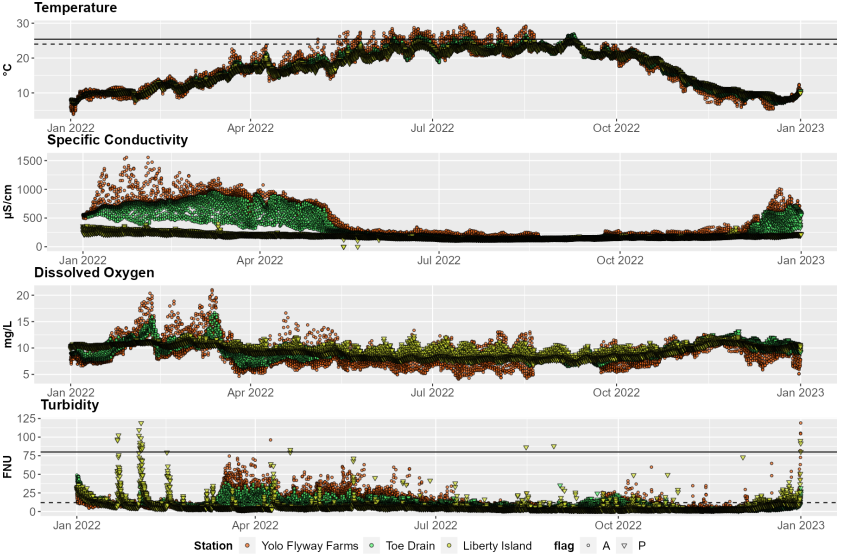 Temperature
30
20
10
°C
Jan 2022 Apr 2022 Jul 2022 Oct 2022 Jan 2023
Specific Conductivity
1500
1000
500
0
µS/cm
Jan 2022 Apr 2022 Jul 2022 Oct 2022 Jan 2023
Dissolved Oxygen
20
15
10
5
mg/L
Jan 2022 Apr 2022 Jul 2022 Oct 2022 Jan 2023
Turbidity
125
100
75
50
25
0
FNU
Jan 2022 Apr 2022 Jul 2022 Oct 2022 Jan 2023
Station Yolo Flyway Farms Toe Drain Liberty Island flag A P